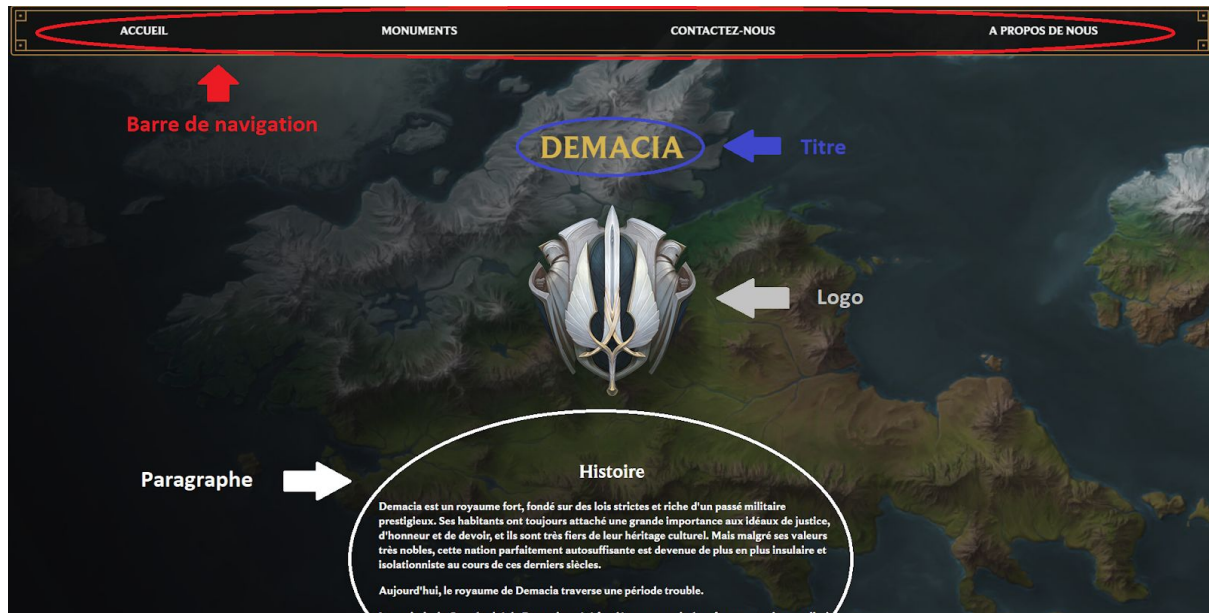 ACCUEIL MONUMENTS CONTACTEZ-NOUS A PROPOS DE NOUS
Barre de navigation
DEMACIA
Titre
Logo
Paragraphe
Histoire
Demacia est un royaume fort, fondé sur des lois strictes et riche d'un passé militaire
prestigieux. Ses habitants ont toujours attaché une grande importance aux idéaux de justice,
d'honneur et de devoir, et ils sont très fiers de leur héritage culturel. Mais malgré ses valeurs
très nobles, cette nation parfaitement autosuffisante est devenue de plus en plus insulaire et
isolationniste au cours de ces derniers siècles.
Aujourd'hui, le royaume de Demacia traverse une période trouble.